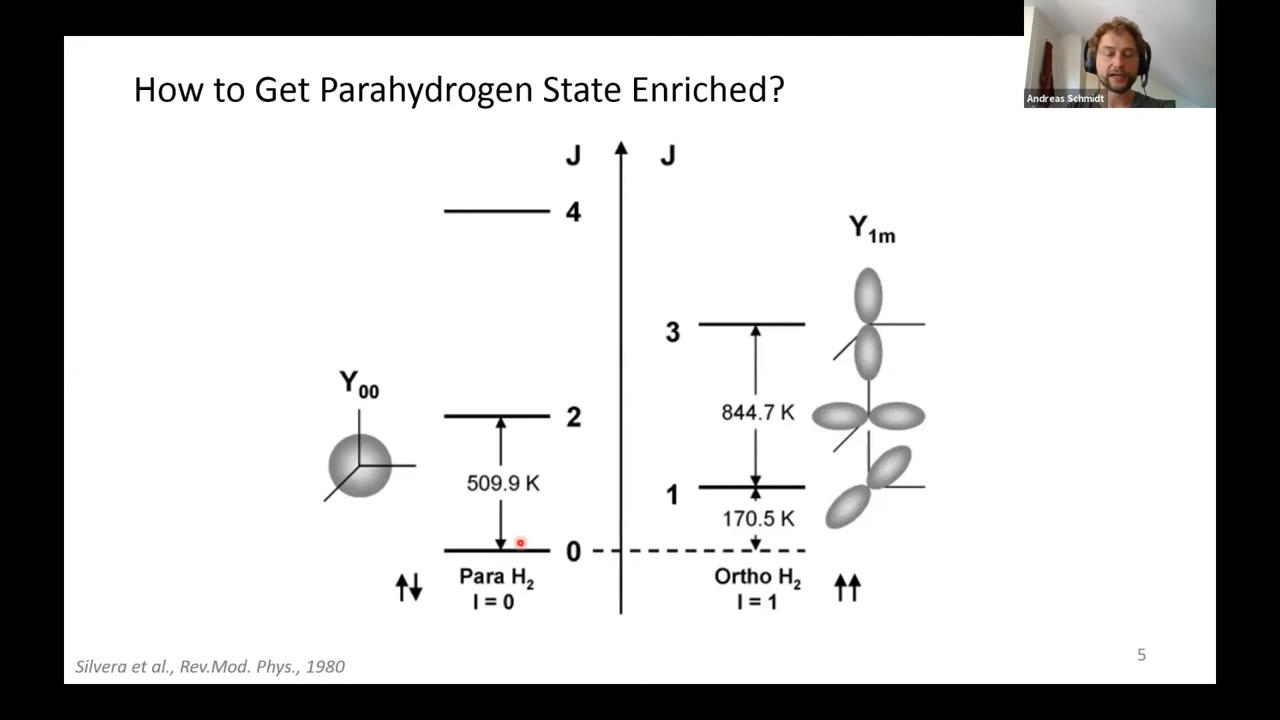 How to Get Parahydrogen State Enriched?
Andreas Schmidt
J J
4
Y1m
3
Y00
2
844.7 K
509.9 K
1
170.5 K
0
Para H2
I = 0
Ortho H2
I = 1
Silvera et al., Rev.Mod. Phys., 1980
5